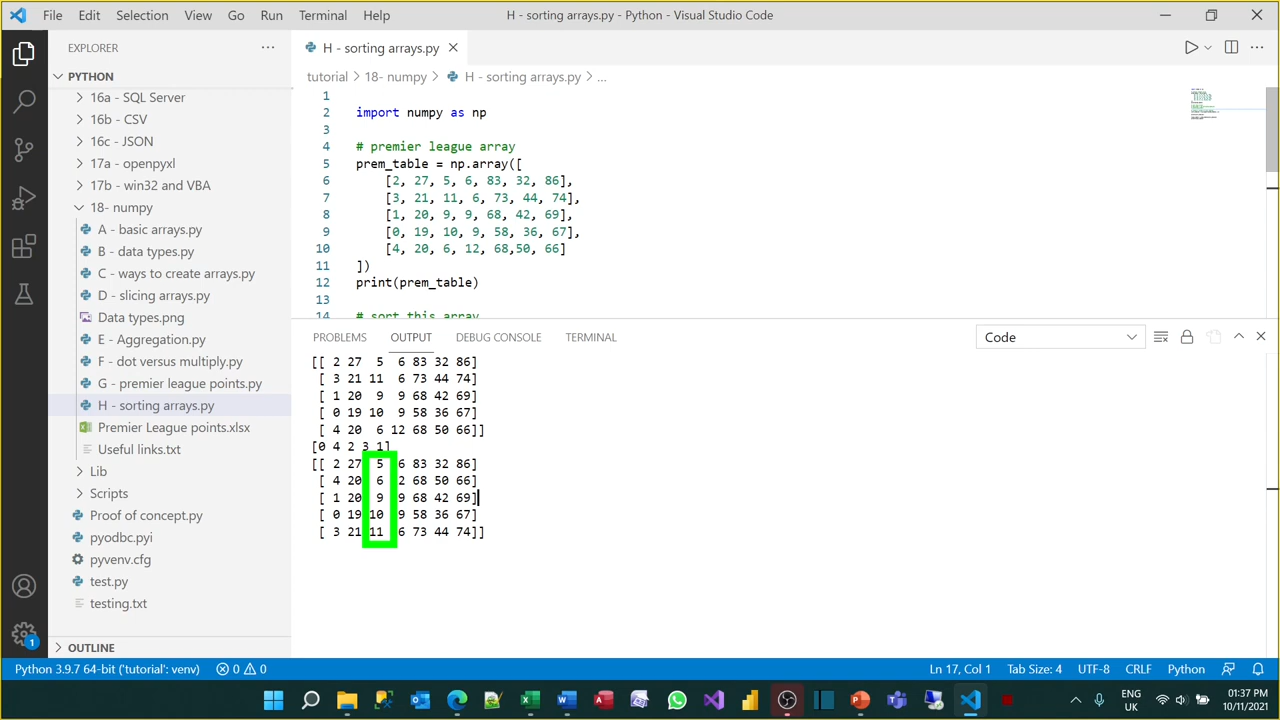 File Edit Selection View Go Run Terminal Help H - sorting arrays.py - Python - Visual Studio Code
EXPLORER
PYTHON
16a - SQL Server
16b - CSV
16c - JSON
17a - openpyxl
17b - win32 and VBA
18- numpy
A - basic arrays.py
B - data types.py
C - ways to create arrays.py
D - slicing arrays.py
Data types.png
E - Aggregation.py
F - dot versus multiply.py
G - premier league points.py
H - sorting arrays.py
Premier League points.xlsx
Useful links.txt
Lib
Scripts
Proof of concept.py
pyodbc.pyi
pyvenv.cfg
test.py
testing.txt
OUTLINE
H - sorting arrays.py
tutorial > 18- numpy > H - sorting arrays.py > ...
1
2 import numpy as np
3
4 # premier league array
5 prem_table = np.array([
6 [2, 27, 5, 6, 83, 32, 86],
7 [3, 21, 11, 6, 73, 44, 74],
8 [1, 20, 9, 9, 68, 42, 69],
9 [0, 19, 10, 9, 58, 36, 67],
10 [4, 20, 6, 12, 68,50, 66]
11 ])
12 print(prem_table)
13
14 # sort this array
PROBLEMS OUTPUT DEBUG CONSOLE TERMINAL Code
[[ 2 27 5 6 83 32 86]
[ 3 21 11 6 73 44 74]
[ 1 20 9 9 68 42 69]
[ 0 19 10 9 58 36 67]
[ 4 20 6 12 68 50 66]]
[0 4 2 3 1]
[[ 2 27 5 6 83 32 86]
[ 4 20 6 2 68 50 66]
[ 1 20 9 9 68 42 69]
[ 0 19 10 9 58 36 67]
[ 3 21 11 6 73 44 74]]
1
Python 3.9.7 64-bit ('tutorial': venv) 0 0 Ln 17, Col 1 Tab Size: 4 UTF-8 CRLF Python
ENG
UK
01:37 PM
10/11/2021